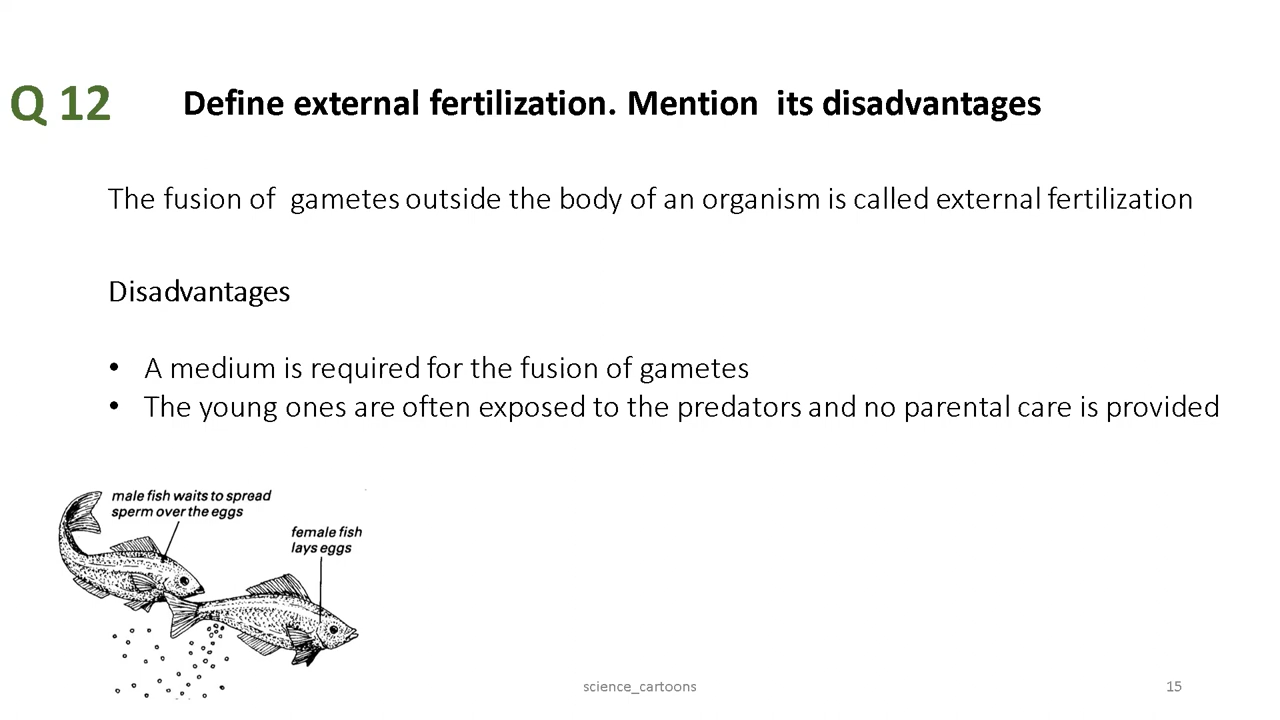 Q 12
Define external fertilization. Mention its disadvantages
The fusion of gametes outside the body of an organism is called external fertilization
Disadvantages
• A medium is required for the fusion of gametes
• The young ones are often exposed to the predators and no parental care is provided
male fish waits to spread
sperm over the eggs
female fish
lays eggs
science_cartoons
15